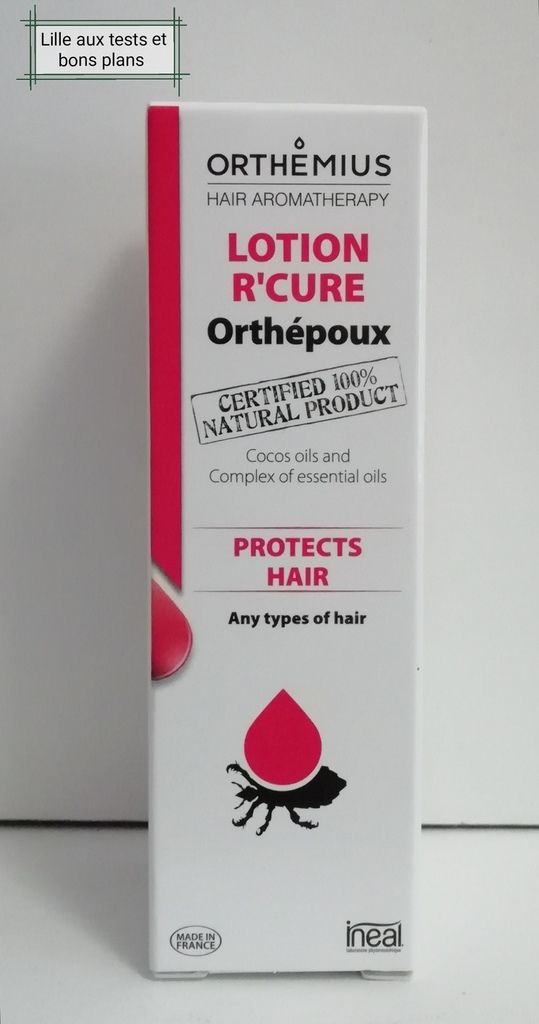 Lille aux tests et
bons plans
ORTHEMIUS
HAIR AROMATHERAPY
LOTION
R'CURE
Orthépoux
CERTIFIED 100%
NATURAL PRODUCT
Cocos oils and
Complex of essential oils
PROTECTS
HAIR
Any types of hair
MADE IN
FRANCE
ineal